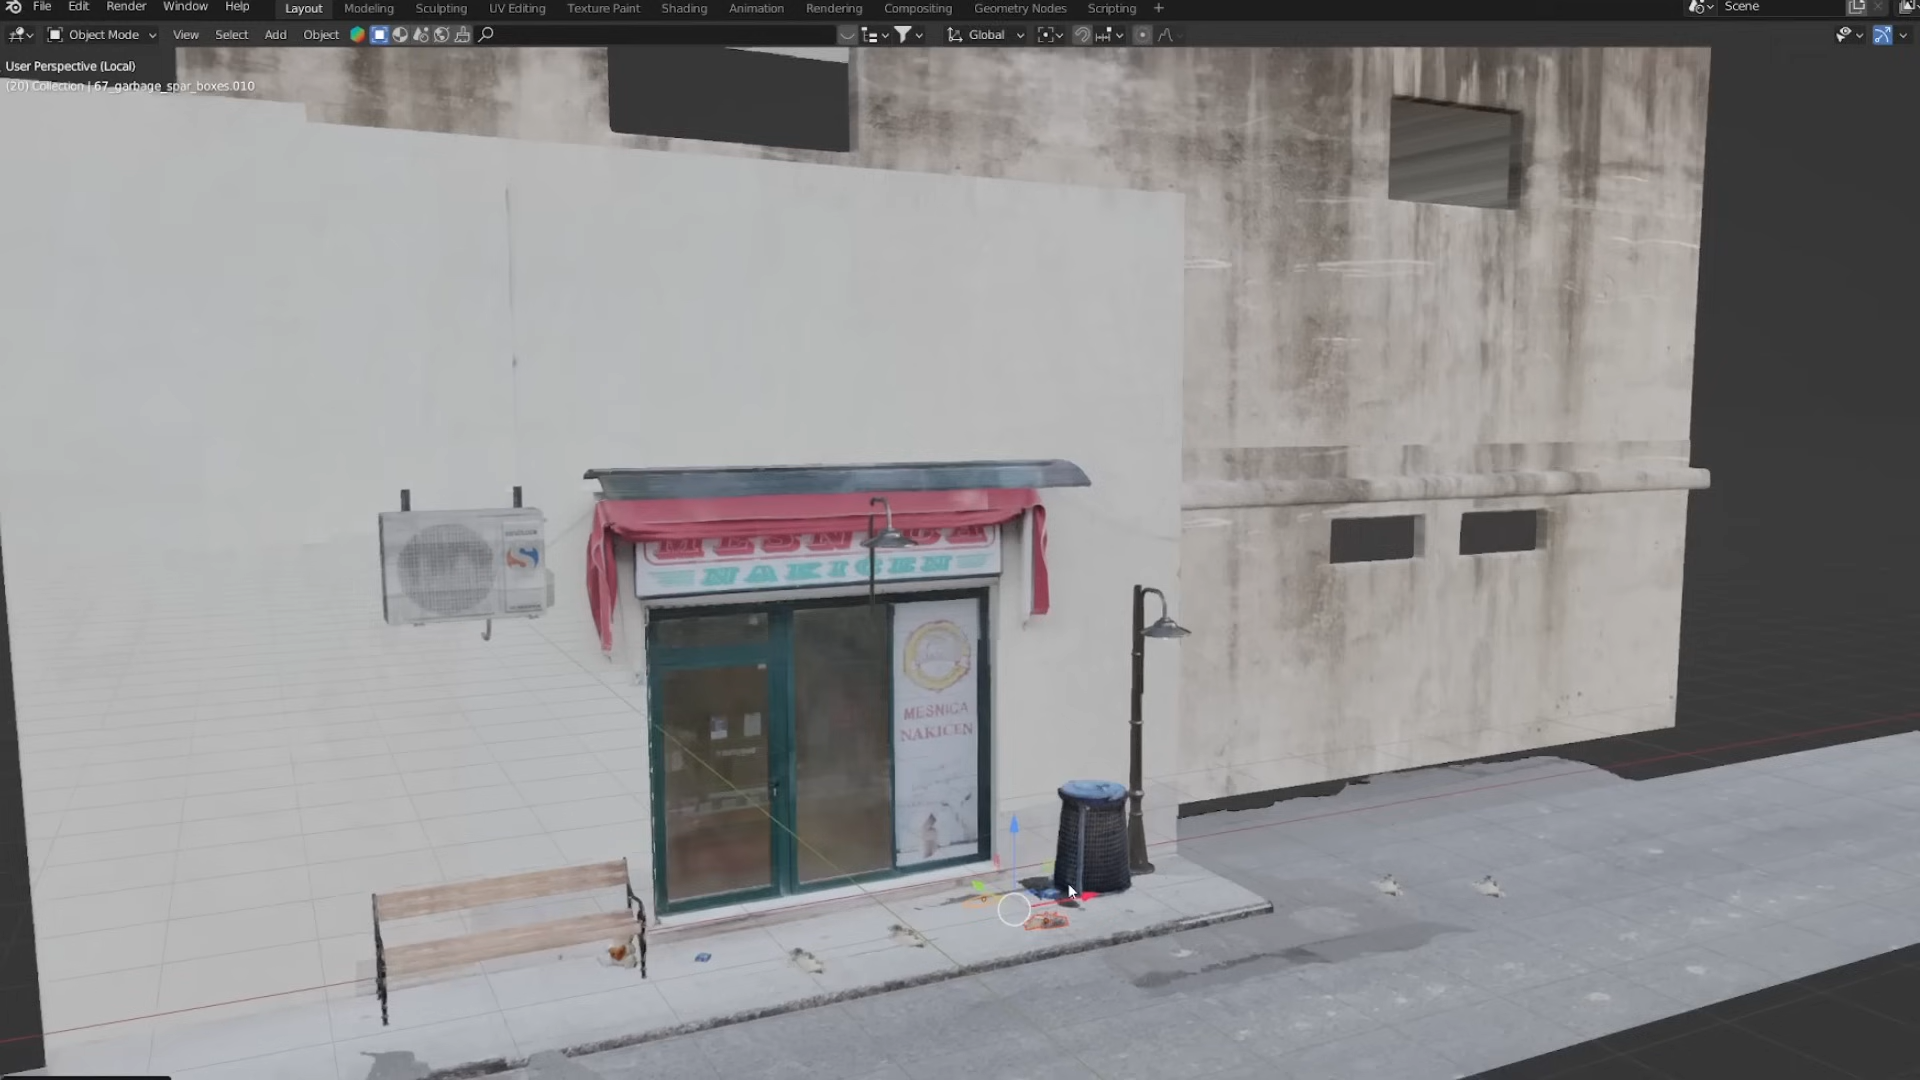 File Edit Render Window Help Layout Modeling Sculpting UV Editing Texture Paint Shading Animation Rendering Compositing Geometry Nodes Scripting + Scene
Object Mode View Select Add Object Global
User Perspective (Local)
(20) Collection | 67_garbage_spar_boxes.010
NAKICEN
MESNICA
NAKICEN